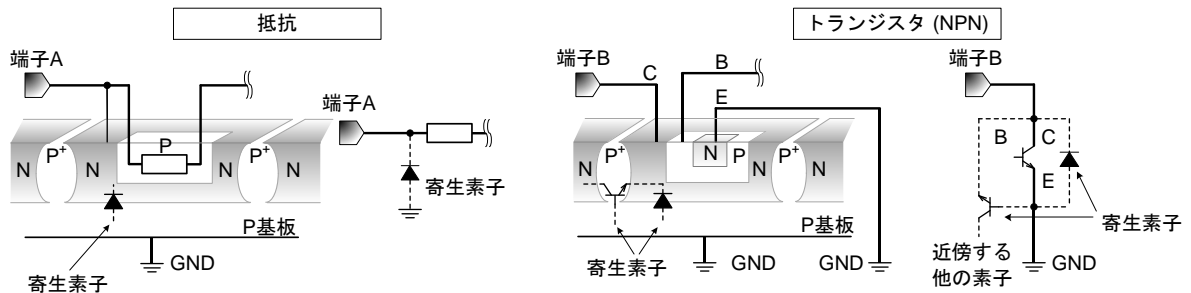 抵抗
端子A
P
N
P+
N
N
P+
N
P基板
寄生素子
GND
端子A
寄生素子
トランジスタ (NPN)
端子B
C
B
E
N
P+
N
N
P
N
P+
N
P基板
寄生素子
GND
GND
端子B
B
C
E
寄生素子
近傍する
他の素子
GND